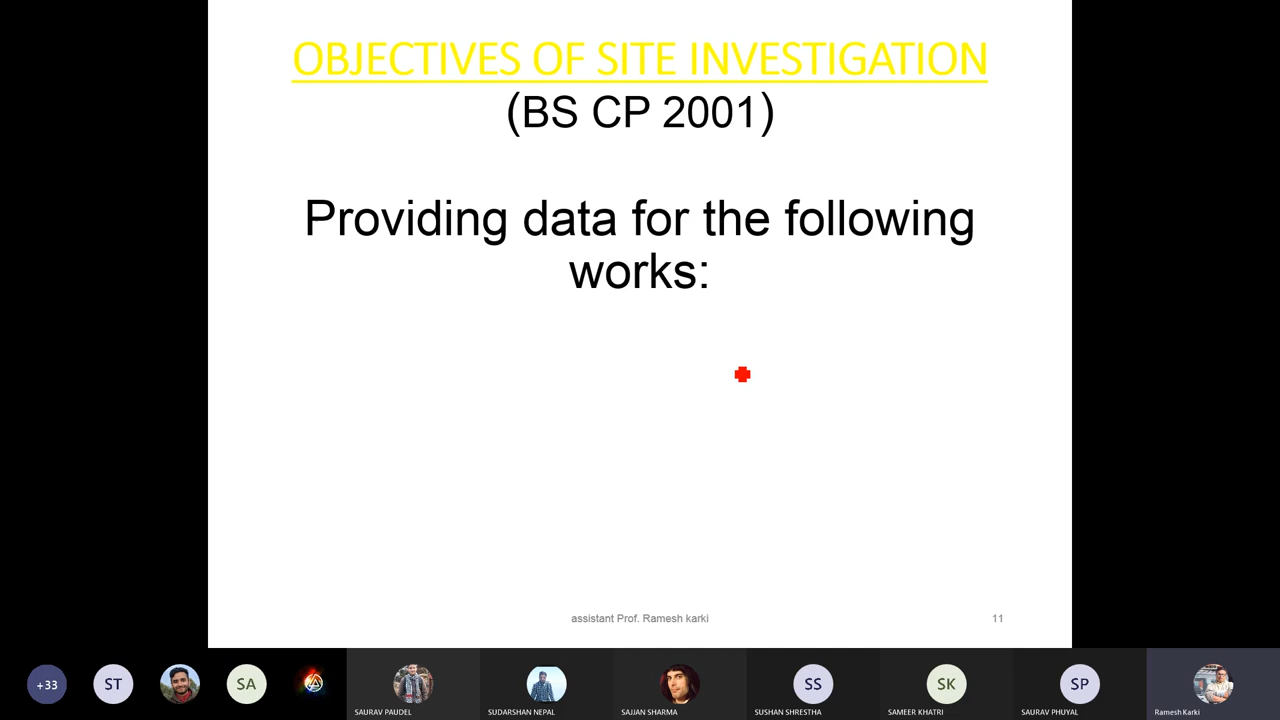 OBJECTIVES OF SITE INVESTIGATION
(BS CP 2001)
Providing data for the following
works:
assistant Prof. Ramesh karki
11
+33
ST
SA
SS
SK
SP
SAURAV PAUDEL
SUDARSHAN NEPAL
SAJJAN SHARMA
SUSHAN SHRESTHA
SAMEER KHATRI
SAURAV PHUYAL
Ramesh Karki